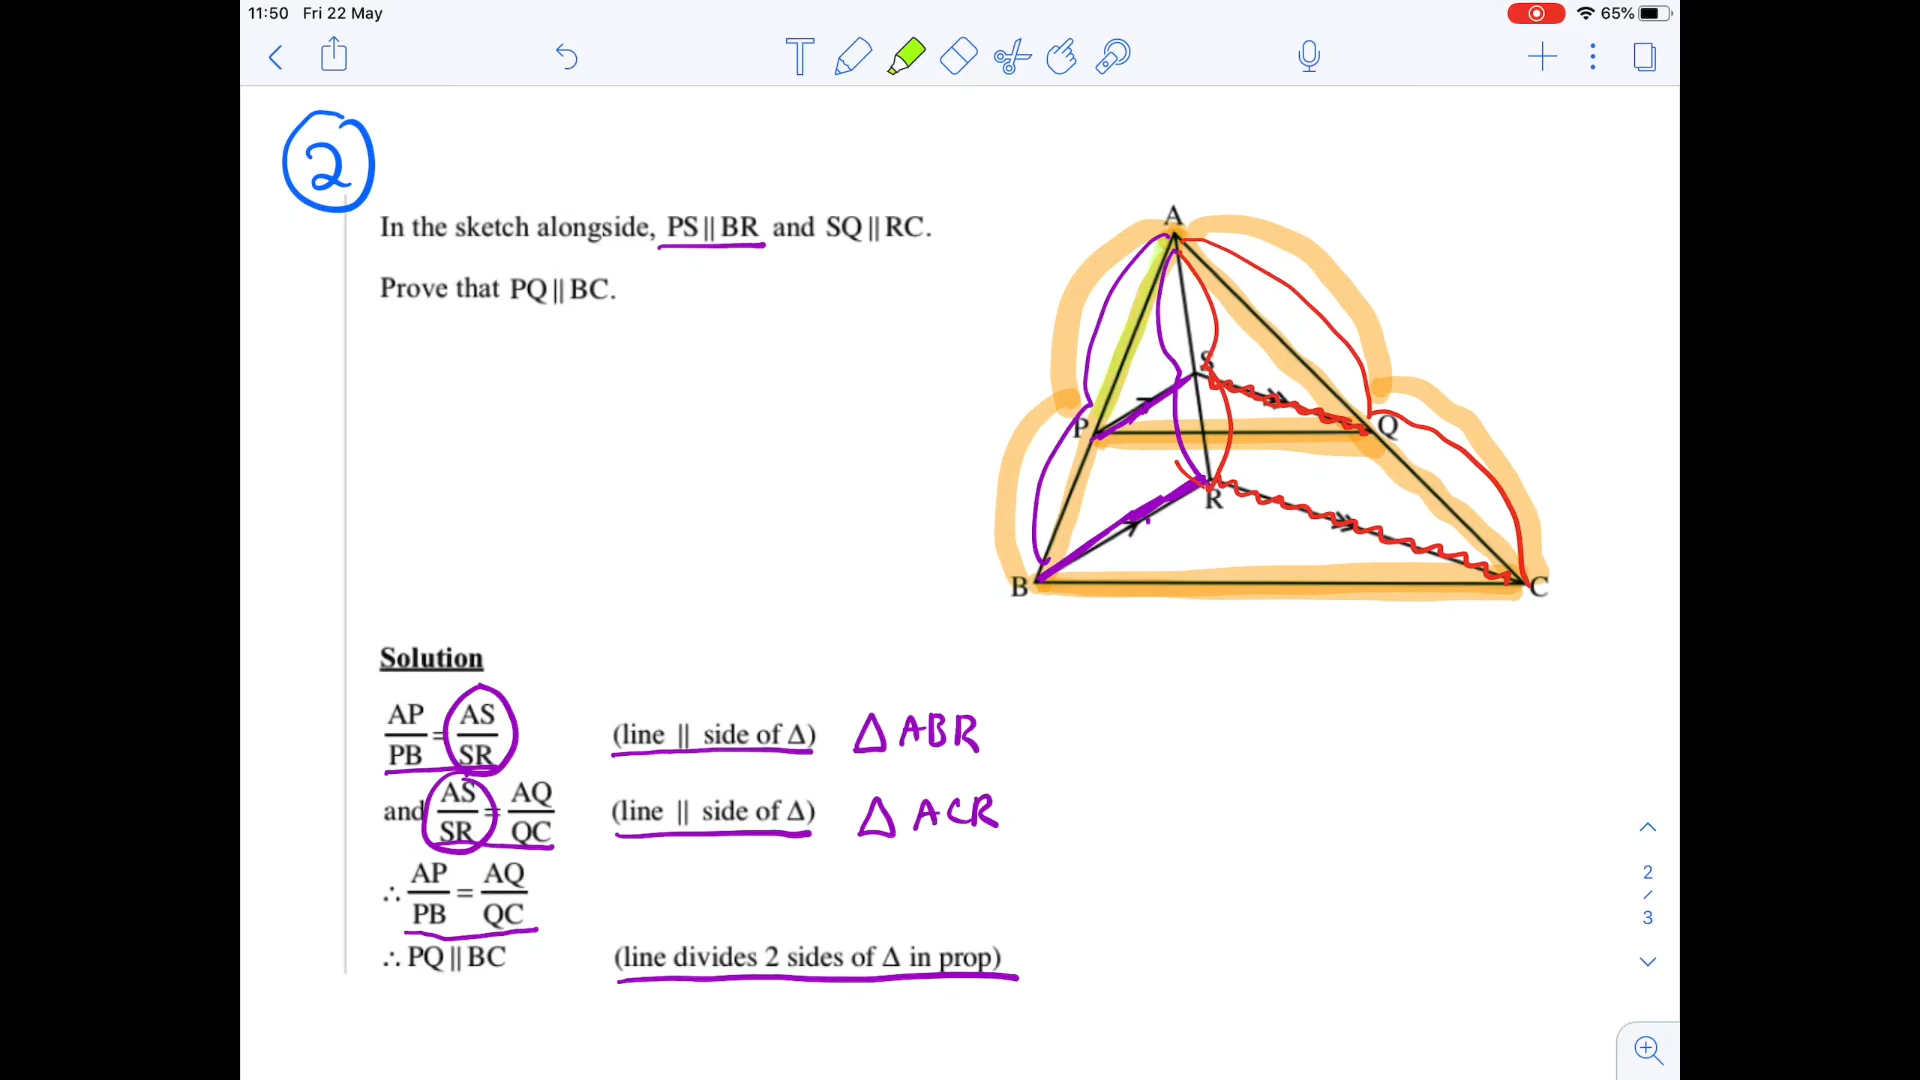 11:50 Fri 22 May
65%
2
In the sketch alongside, PS || BR and SQ || RC.
Prove that PQ || BC.
A
S
P
Q
R
B
C
Solution
AP/PB = AS/SR (line || side of Δ) Δ ABR
and AS/SR = AQ/QC (line || side of Δ) Δ ACR
∴ AP/PB = AQ/QC
∴ PQ || BC (line divides 2 sides of Δ in prop)
2
/
3